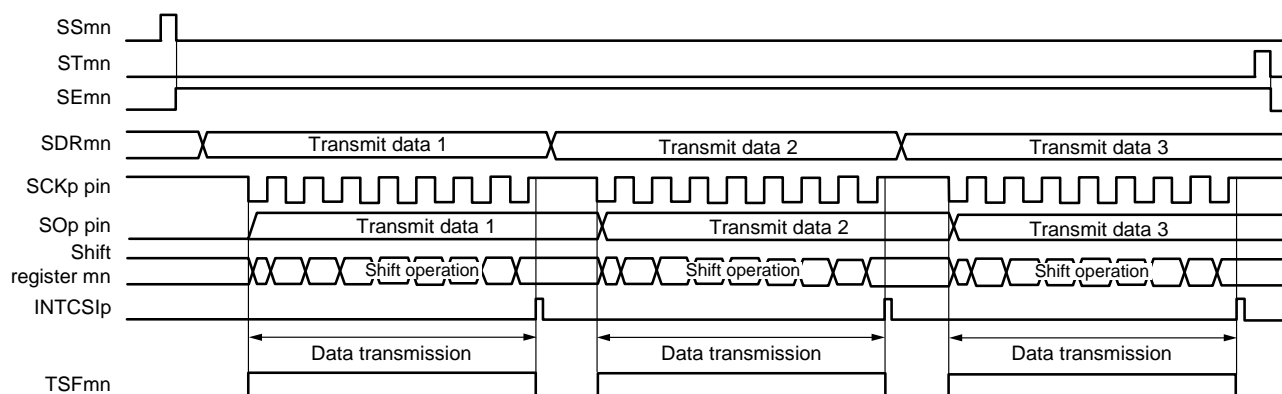 SSmn
STmn
SEmn
SDRmn Transmit data 1 Transmit data 2 Transmit data 3
SCKp pin
SOp pin Transmit data 1 Transmit data 2 Transmit data 3
Shift
register mn Shift operation Shift operation Shift operation
INTCSIp
Data transmission Data transmission Data transmission
TSFmn